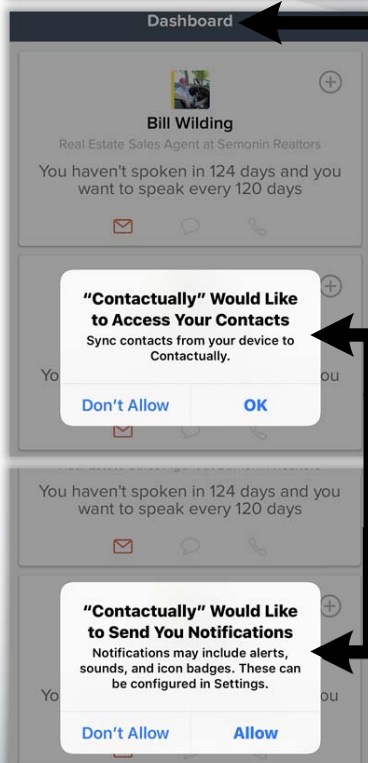 Dashboard
Bill Wilding
Real Estate Sales Agent at Semonin Realtors
You haven't spoken in 124 days and you
want to speak every 120 days
"Contactually" Would Like
to Access Your Contacts
Sync contacts from your device to
Contactually.
Yo ou
Don't Allow OK
You haven't spoken in 124 days and you
want to speak every 120 days
"Contactually" Would Like
to Send You Notifications
Notifications may include alerts,
sounds, and icon badges. These can
be configured in Settings.
Yo ou
Don't Allow Allow